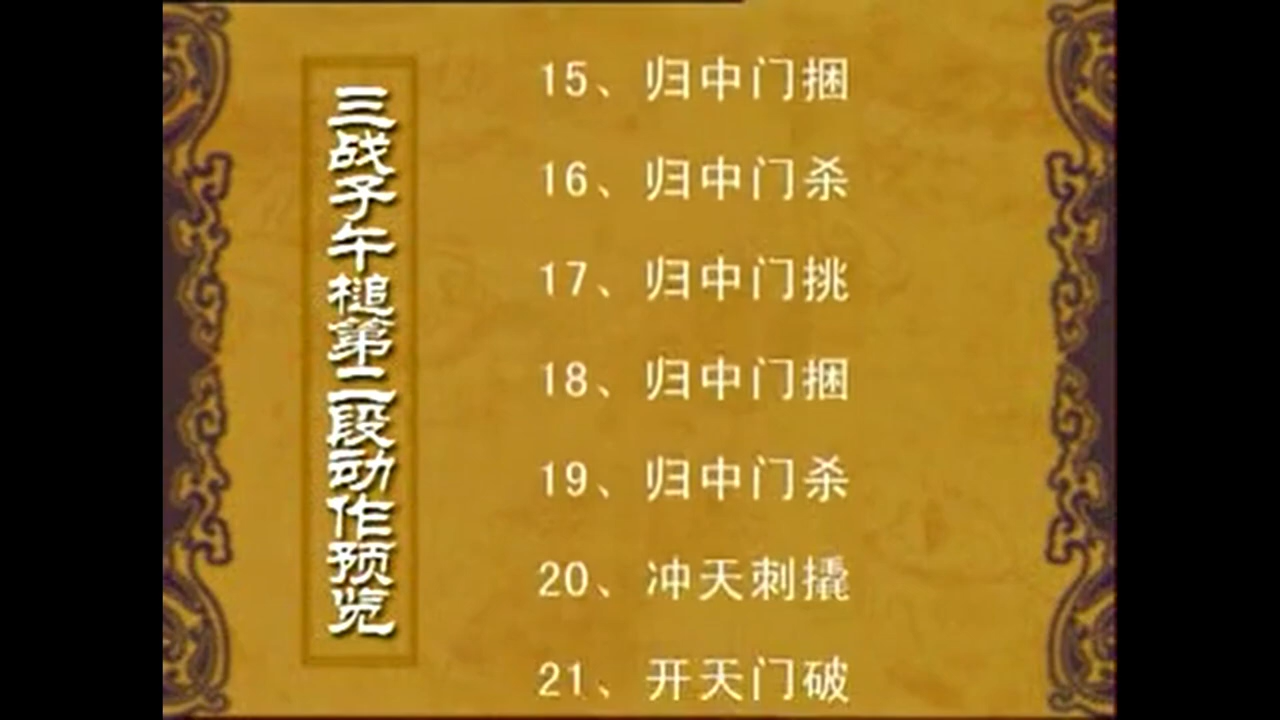 三战子午槌第二段动作预览
15、归中门捆
16、归中门杀
17、归中门挑
18、归中门捆
19、归中门杀
20、冲天刺撬
21、开天门破